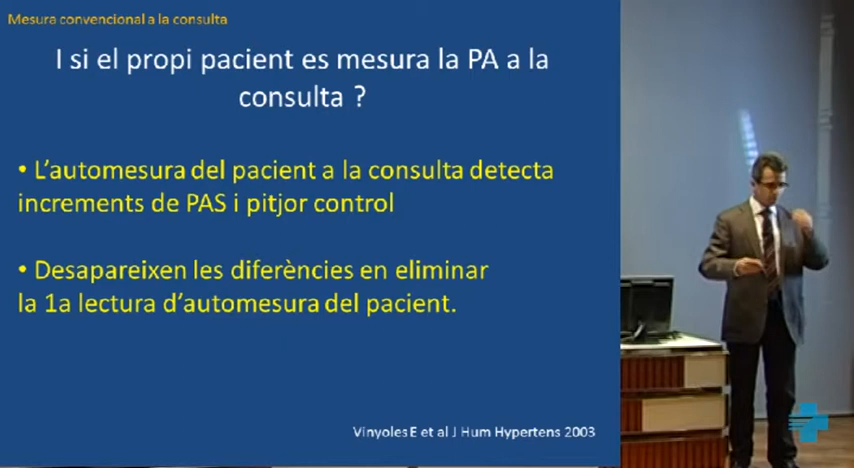 Mesura convencional a la consulta
I si el propi pacient es mesura la PA a la
consulta ?
• L’automesura del pacient a la consulta detecta
increments de PAS i pitjor control
• Desapareixen les diferències en eliminar
la 1a lectura d’automesura del pacient.
Vinyoles E et al J Hum Hypertens 2003